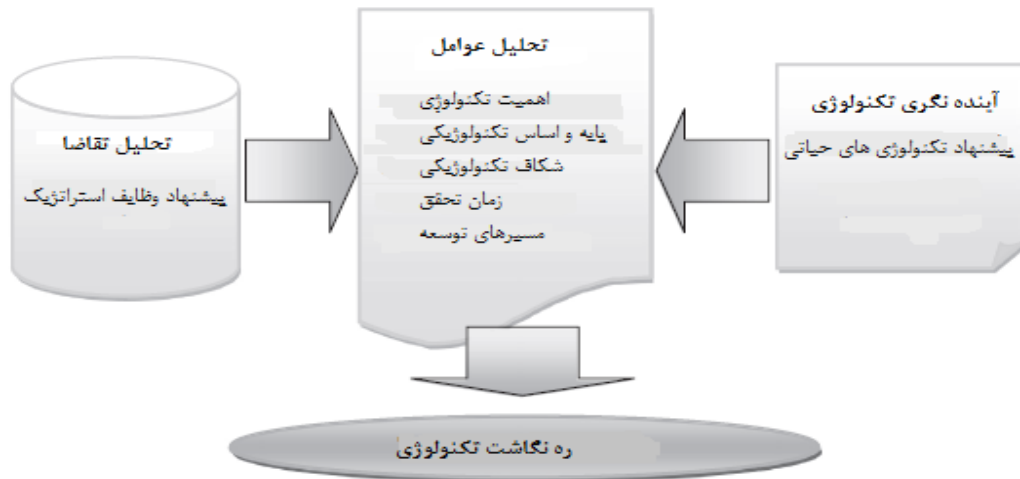 تحلیل عوامل
اهمیت تکنولوژی
پایه و اساس تکنولوژیکی
شکاف تکنولوژیکی
زمان تحقق
مسیرهای توسعه
آینده نگری تکنولوژی
پیشنهاد تکنولوژی های حیاتی
تحلیل تقاضا
پیشنهاد وظایف استراتژیک
ره نگاشت تکنولوژی